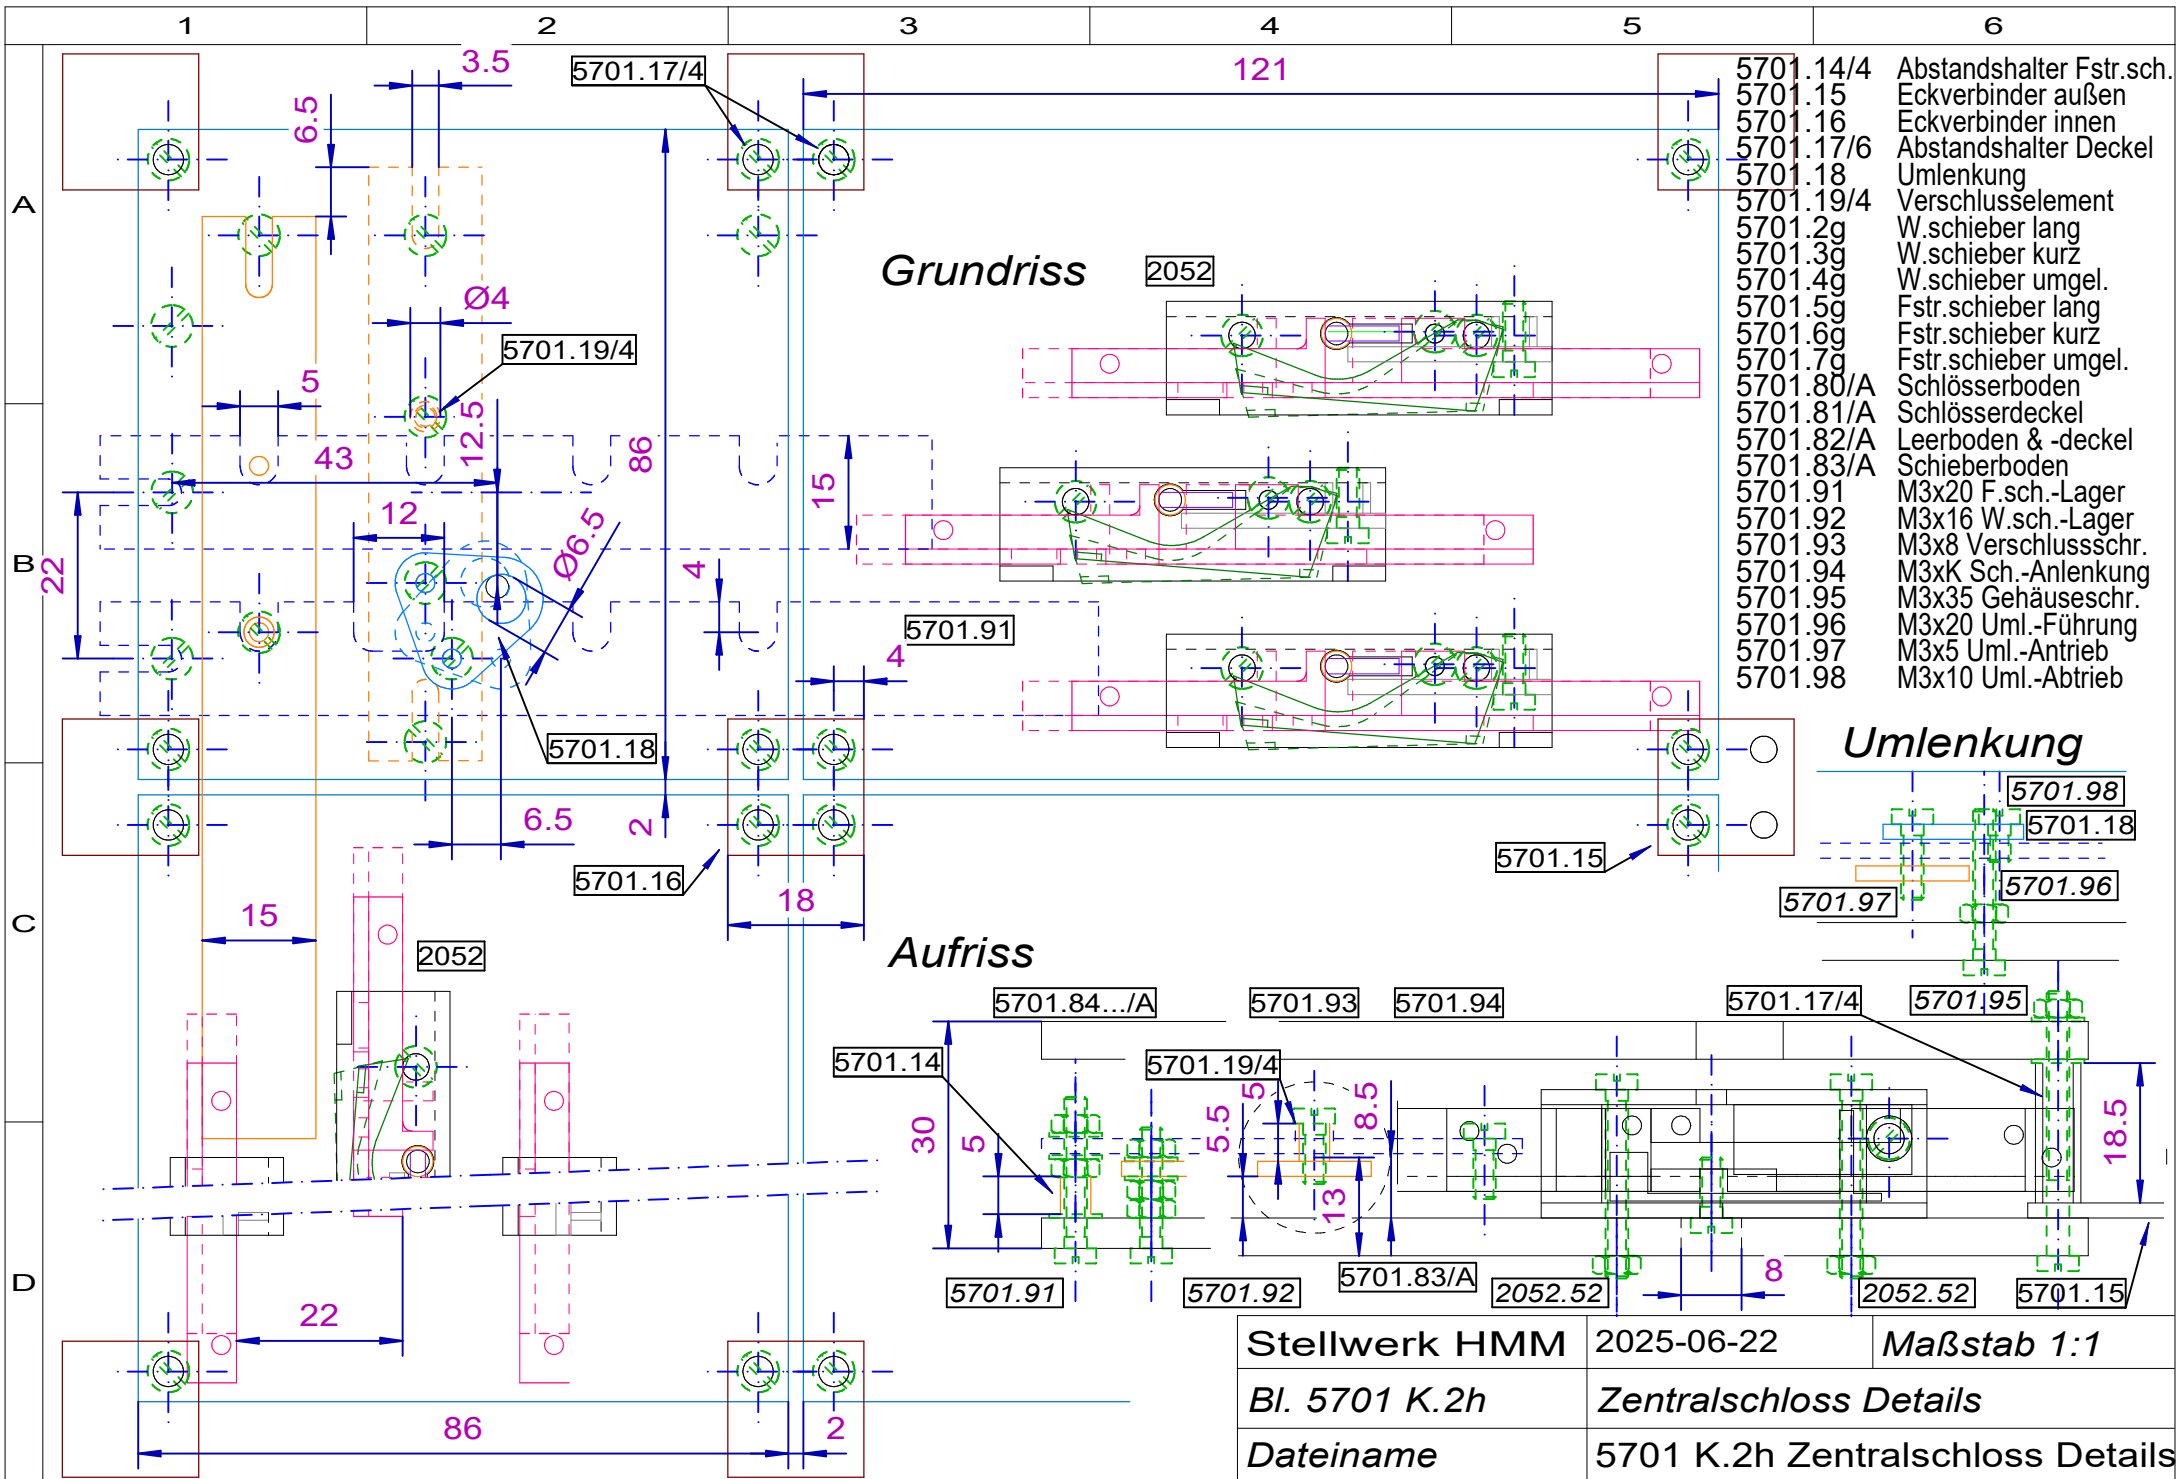 1 2 3 4 5 6
A
B
C
D
3.5
5701.17/4
121
6.5
Ø4
5701.19/4
5
12.5
43
86
15
12
Ø6.5
22
4
5701.91
4
5701.18
6.5
2
5701.16
18
15
2052
22
86
2
Grundriss
2052
5701.15
5701.14/4 Abstandshalter Fstr.sch.
5701.15 Eckverbinder außen
5701.16 Eckverbinder innen
5701.17/6 Abstandshalter Deckel
5701.18 Umlenkung
5701.19/4 Verschlusselement
5701.2g W.schieber lang
5701.3g W.schieber kurz
5701.4g W.schieber umgel.
5701.5g Fstr.schieber lang
5701.6g Fstr.schieber kurz
5701.7g Fstr.schieber umgel.
5701.80/A Schlösserboden
5701.81/A Schlösserdeckel
5701.82/A Leerboden & -deckel
5701.83/A Schieberboden
5701.91 M3x20 F.sch.-Lager
5701.92 M3x16 W.sch.-Lager
5701.93 M3x8 Verschlussschr.
5701.94 M3xK Sch.-Anlenkung
5701.95 M3x35 Gehäuseschr.
5701.96 M3x20 Uml.-Führung
5701.97 M3x5 Uml.-Antrieb
5701.98 M3x10 Uml.-Abtrieb
Umlenkung
5701.98
5701.18
5701.96
5701.97
5701.95
Aufriss
5701.84.../A
5701.93
5701.94
5701.17/4
5701.14
5701.19/4
30
5
5.5
5
8.5
13
18.5
8
5701.91
5701.92
5701.83/A
2052.52
2052.52
5701.15
Stellwerk HMM 2025-06-22 Maßstab 1:1
Bl. 5701 K.2h Zentralschloss Details
Dateiname 5701 K.2h Zentralschloss Details